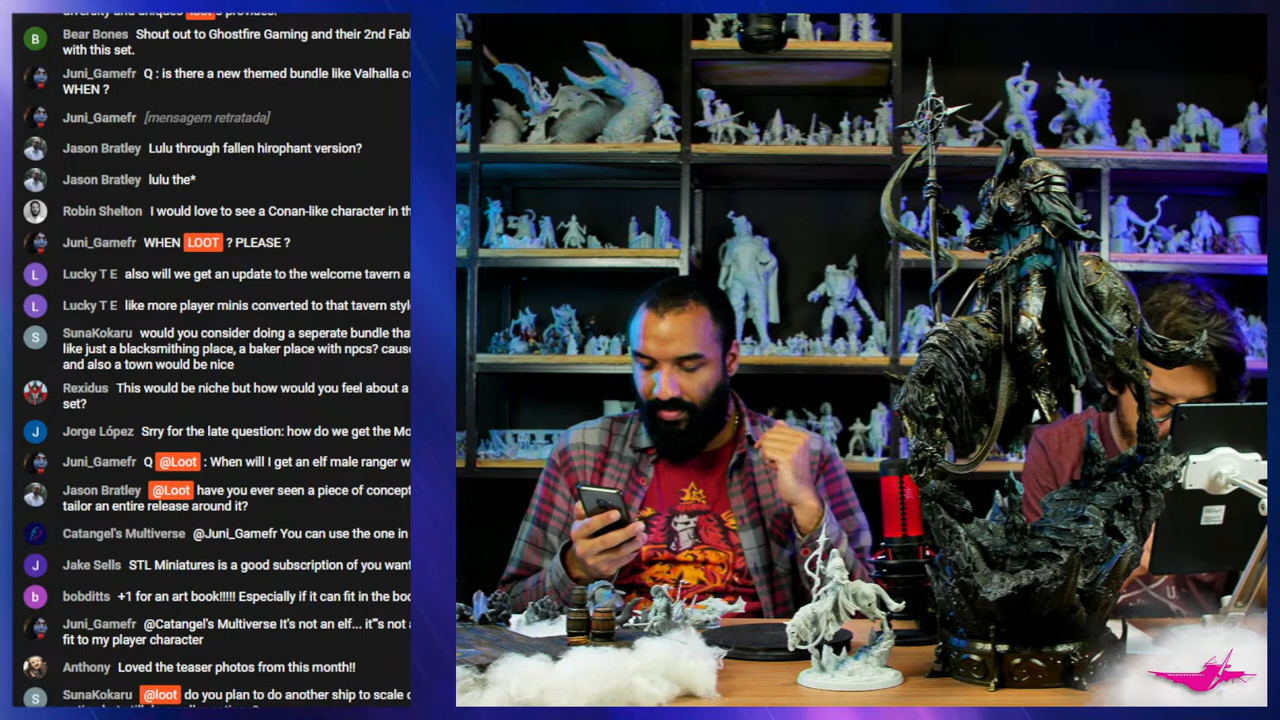 diversity and uniques loot's provides.
B Bear Bones Shout out to Ghostfire Gaming and their 2nd Fab
with this set.
Juni_Gamefr Q : is there a new themed bundle like Valhalla c
WHEN ?
Juni_Gamefr [mensagem retratada]
Jason Bratley Lulu through fallen hirophant version?
Jason Bratley lulu the*
Robin Shelton I would love to see a Conan-like character in th
Juni_Gamefr WHEN LOOT ? PLEASE ?
L Lucky T E also will we get an update to the welcome tavern a
L Lucky T E like more player minis converted to that tavern styl
S SunaKokaru would you consider doing a seperate bundle tha
like just a blacksmithing place, a baker place with npcs? cause
and also a town would be nice
Rexidus This would be niche but how would you feel about a
set?
J Jorge López Srry for the late question: how do we get the Mo
Juni_Gamefr Q @Loot : When will I get an elf male ranger w
Jason Bratley @Loot have you ever seen a piece of concept
tailor an entire release around it?
Catangel's Multiverse @Juni_Gamefr You can use the one in
J Jake Sells STL Miniatures is a good subscription of you want
b bobditts +1 for an art book!!!!! Especially if it can fit in the bo
Juni_Gamefr @Catangel's Multiverse It's not an elf... it"s not
fit to my player character
Anthony Loved the teaser photos from this month!!
S SunaKokaru @loot do you plan to do another ship to scale